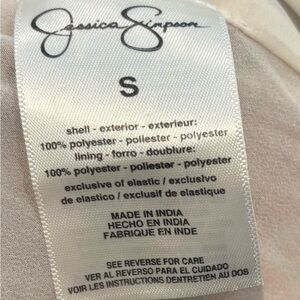 Jessica Simpson
S
shell - exterior - exterieur:
100% polyester - poliester - polyester
lining - forro - doublure:
100% polyester - poliester - polyester
exclusive of elastic / exclusivo
de elastico / exclusif de elastique
MADE IN INDIA
HECHO EN INDIA
FABRIQUE EN INDE
SEE REVERSE FOR CARE
VER AL REVERSO PARA EL CUIDADO
VOIR LES INSTRUCTIONS DENTRETIEN AU DOS